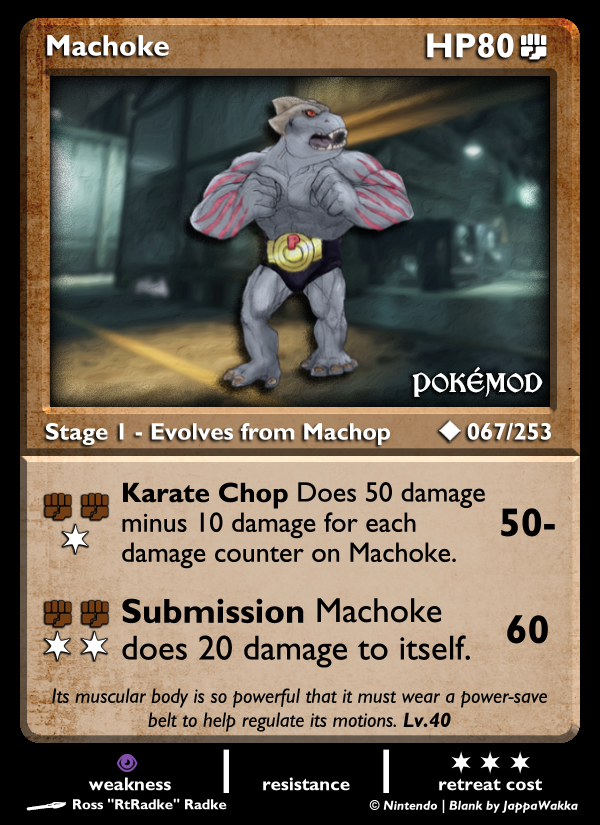 Machoke HP80
POKÉMOD
Stage 1 - Evolves from Machop ◆ 067/253
Karate Chop Does 50 damage
minus 10 damage for each
damage counter on Machoke.
50-
Submission Machoke
does 20 damage to itself.
60
Its muscular body is so powerful that it must wear a power-save
belt to help regulate its motions. Lv.40
weakness resistance retreat cost
Ross "RtRadke" Radke © Nintendo | Blank by JappaWakka